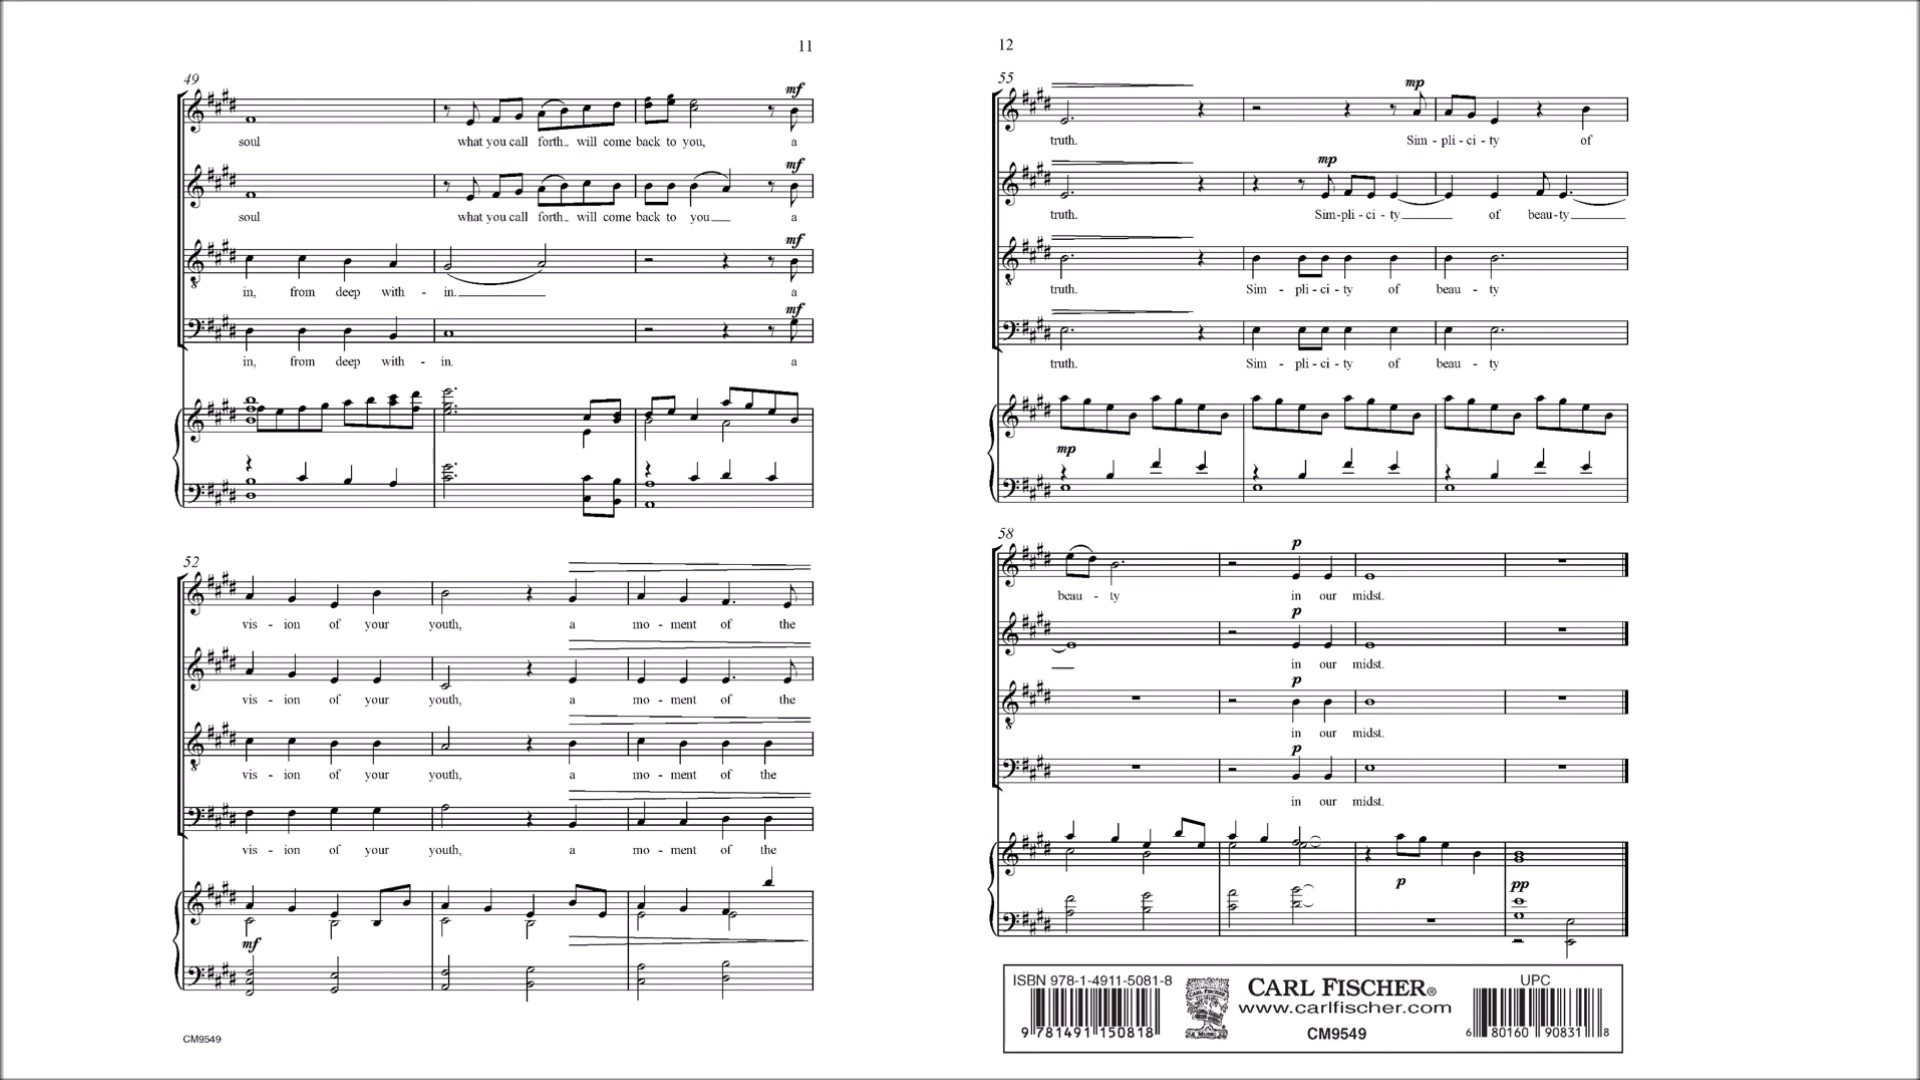 11
49
mf
soul what you call forth will come back to you, a
mf
soul what you call forth will come back to you a
mf
in, from deep with - in. a
mf
in, from deep with - in. a
52
vis - ion of your youth, a mo - ment of the
vis - ion of your youth, a mo - ment of the
vis - ion of your youth, a mo - ment of the
vis - ion of your youth, a mo - ment of the
mf
CM9549
12
55
mp
truth. Sim - pli - ci - ty of
mp
truth. Sim-pli - ci - ty of beau-ty
truth. Sim - pli - ci - ty of beau - ty
truth. Sim - pli - ci - ty of beau - ty
mp
58
p
beau - ty in our midst.
p
in our midst.
p
in our midst.
p
in our midst.
p pp
ISBN 978-1-4911-5081-8
9 781491 150818
CARL FISCHER®
www.carlfischer.com
CM9549
UPC
6 80160 90831 8